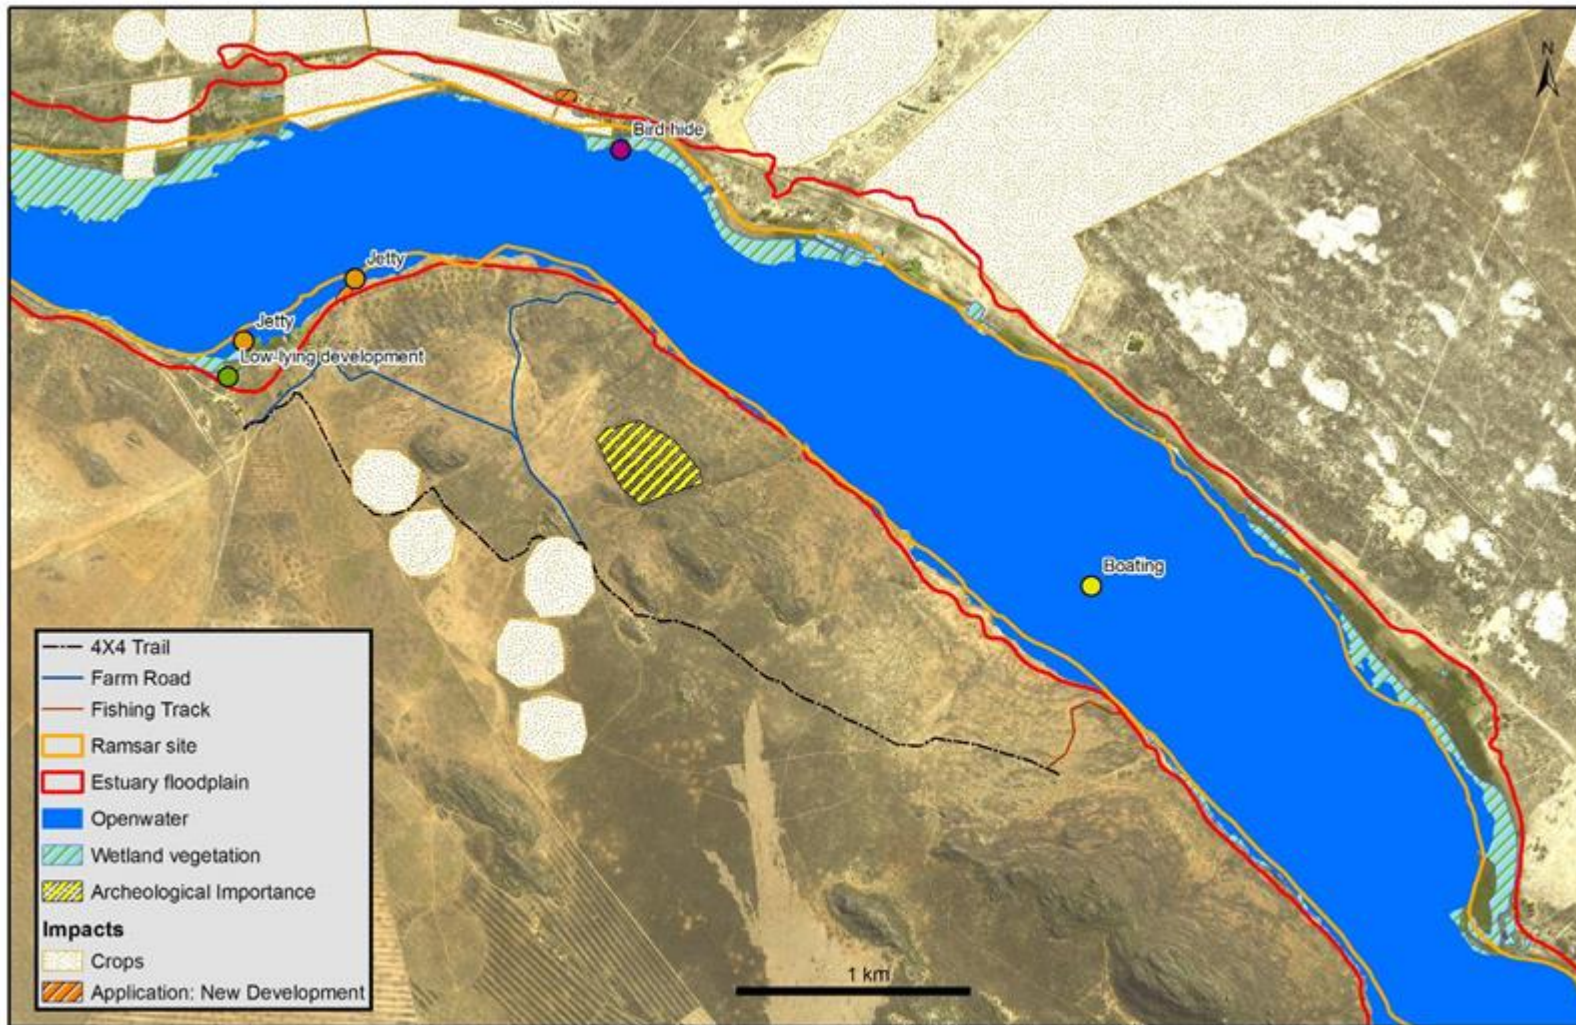 N
Bird hide
Jetty
Jetty
Low-lying development
Boating
4X4 Trail
Farm Road
Fishing Track
Ramsar site
Estuary floodplain
Openwater
Wetland vegetation
Archeological Importance
Impacts
Crops
Application: New Development
1 km